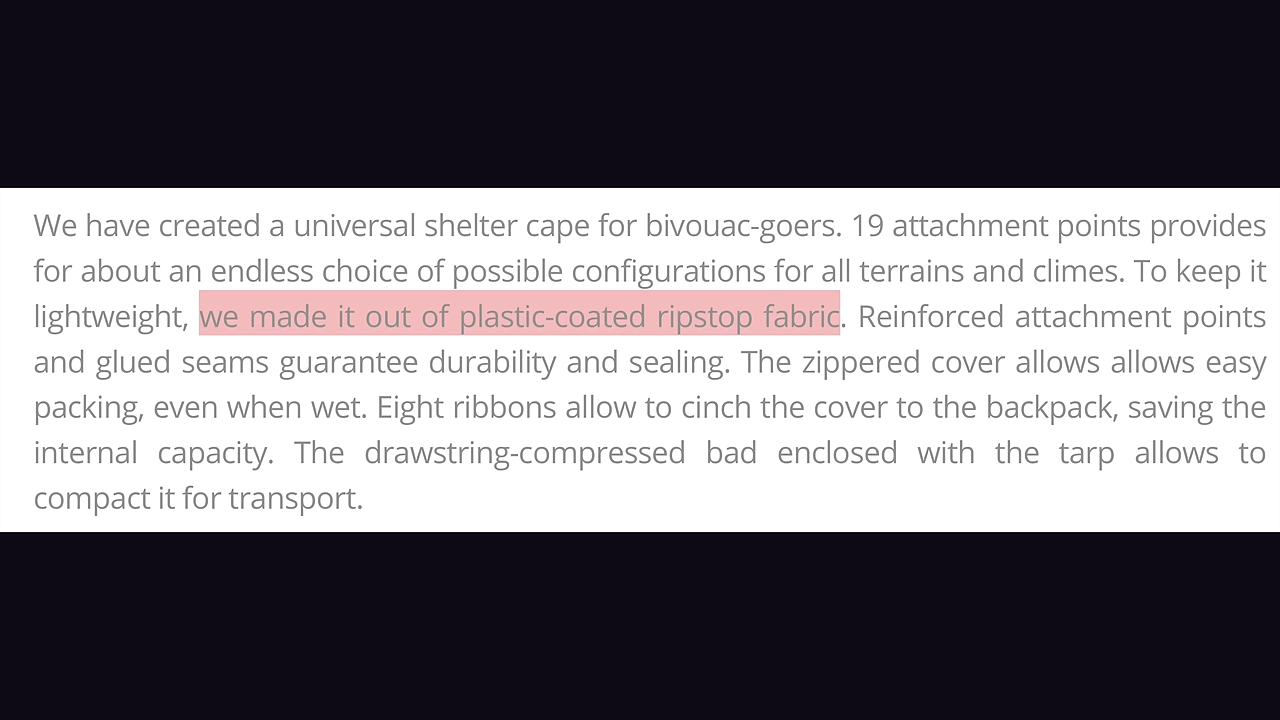 We have created a universal shelter cape for bivouac-goers. 19 attachment points provides
for about an endless choice of possible configurations for all terrains and climes. To keep it
lightweight, we made it out of plastic-coated ripstop fabric. Reinforced attachment points
and glued seams guarantee durability and sealing. The zippered cover allows allows easy
packing, even when wet. Eight ribbons allow to cinch the cover to the backpack, saving the
internal capacity. The drawstring-compressed bad enclosed with the tarp allows to
compact it for transport.